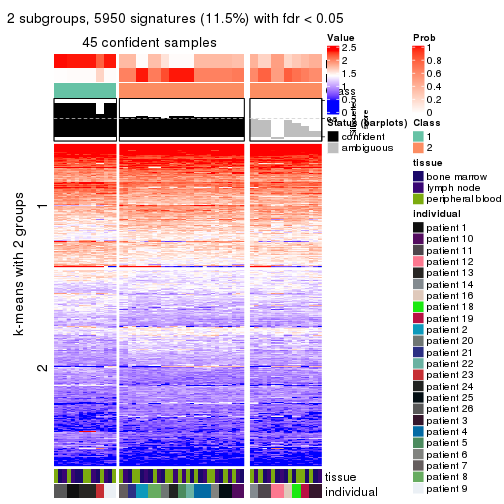 2 subgroups, 5950 signatures (11.5%) with fdr < 0.05
45 confident samples
k-means with 2 groups
1
2
Value
2.5
2
1.5
1
0.5
0
Status (barplots)
confident
ambiguous
Prob
1
0.8
0.6
0.4
0.2
0
Class
1
2
tissue
bone marrow
lymph node
peripheral blood
individual
patient 1
patient 10
patient 11
patient 12
patient 13
patient 14
patient 16
patient 18
patient 19
patient 2
patient 20
patient 21
patient 22
patient 23
patient 24
patient 25
patient 26
patient 3
patient 4
patient 5
patient 6
patient 7
patient 8
patient 9
tissue
individual